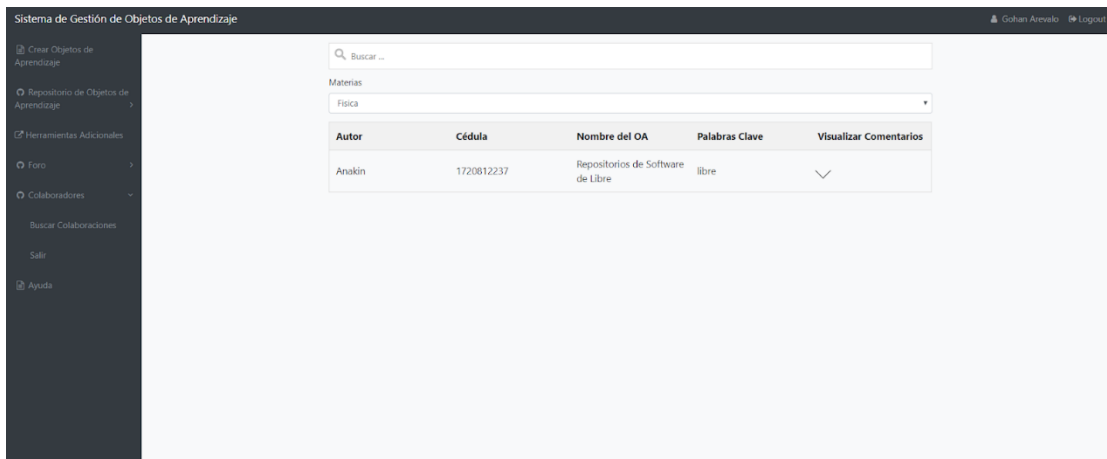 Sistema de Gestión de Objetos de Aprendizaje
Gohan Arevalo Logout
Crear Objetos de
Aprendizaje
Repositorio de Objetos de
Aprendizaje
Herramientas Adicionales
Foro
Colaboradores
Buscar Colaboraciones
Salir
Ayuda
Buscar ...
Materias
Fisica
Autor Cédula Nombre del OA Palabras Clave Visualizar Comentarios
Anakin 1720812237 Repositorios de Software libre
de Libre